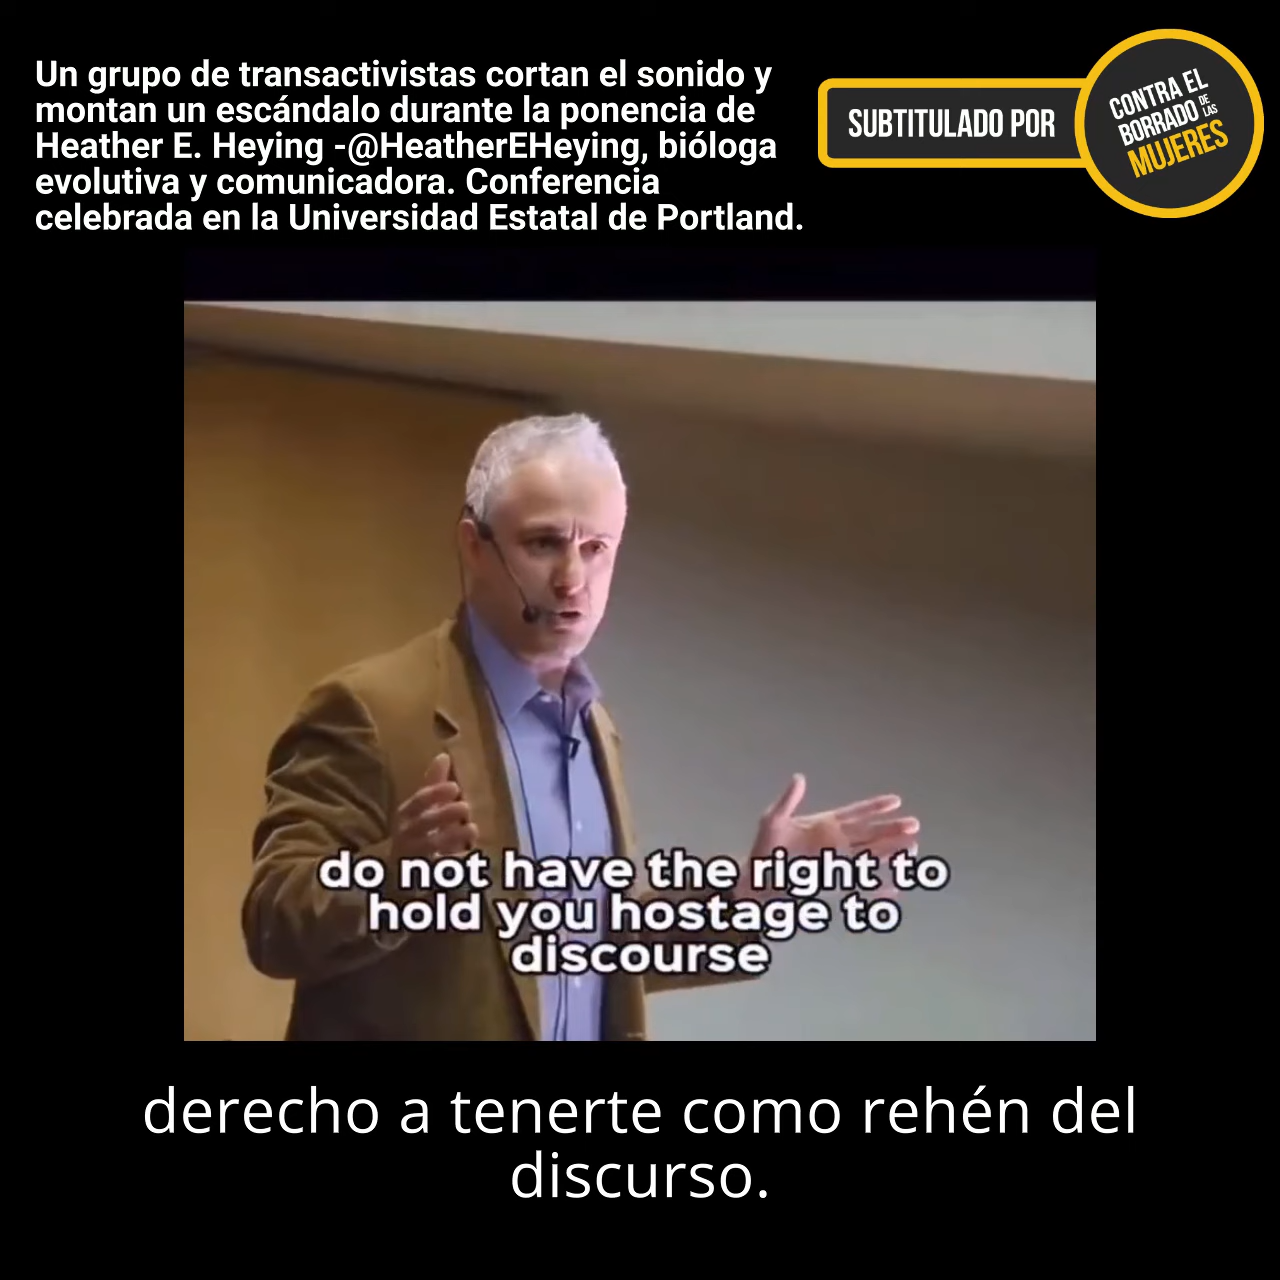 Un grupo de transactivistas cortan el sonido y
montan un escándalo durante la ponencia de
Heather E. Heying -@HeatherEHeying, bióloga
evolutiva y comunicadora. Conferencia
celebrada en la Universidad Estatal de Portland.
SUBTITULADO POR
CONTRA EL
BORRADO DE LAS
MUJERES
do not have the right to
hold you hostage to
discourse
derecho a tenerte como rehén del
discurso.